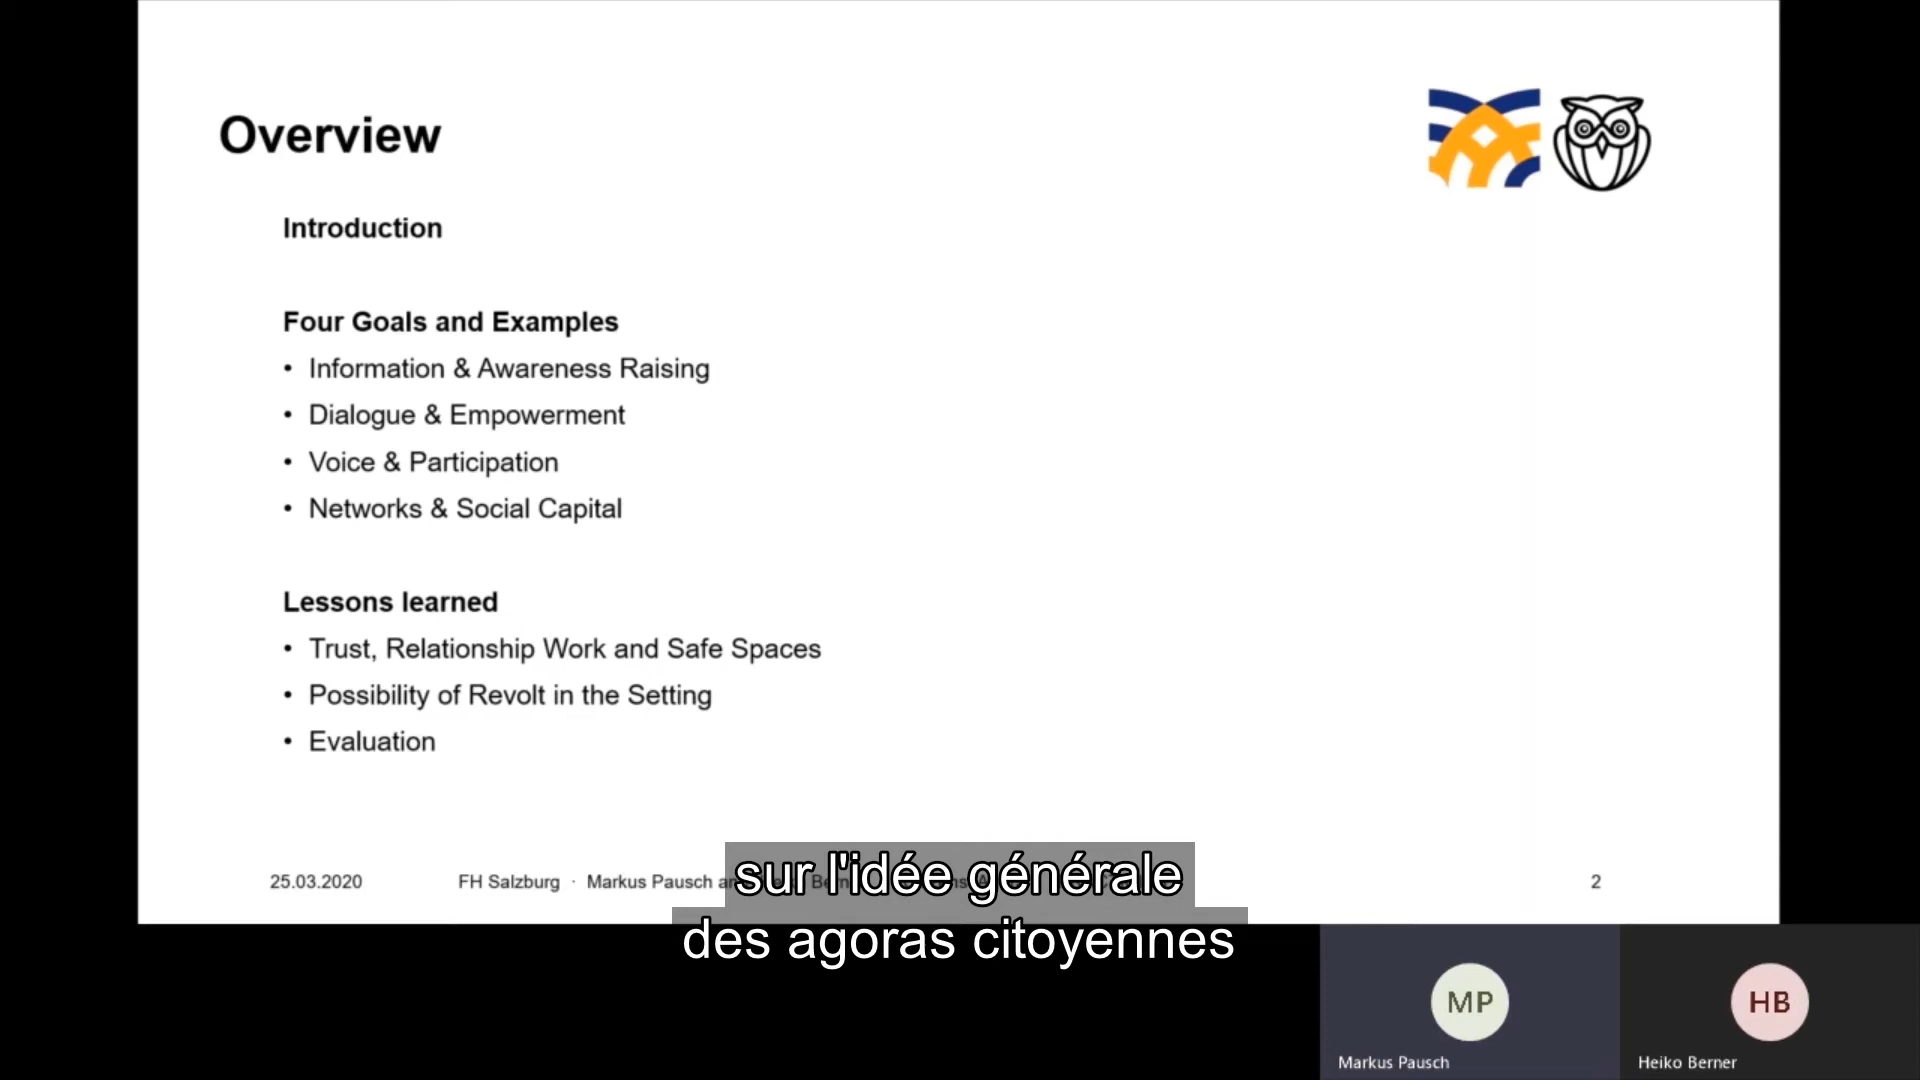 Overview
Introduction
Four Goals and Examples
• Information & Awareness Raising
• Dialogue & Empowerment
• Voice & Participation
• Networks & Social Capital
Lessons learned
• Trust, Relationship Work and Safe Spaces
• Possibility of Revolt in the Setting
• Evaluation
25.03.2020 FH Salzburg · Markus Pausch 2
sur l'idée générale
des agoras citoyennes
MP
Markus Pausch
HB
Heiko Berner